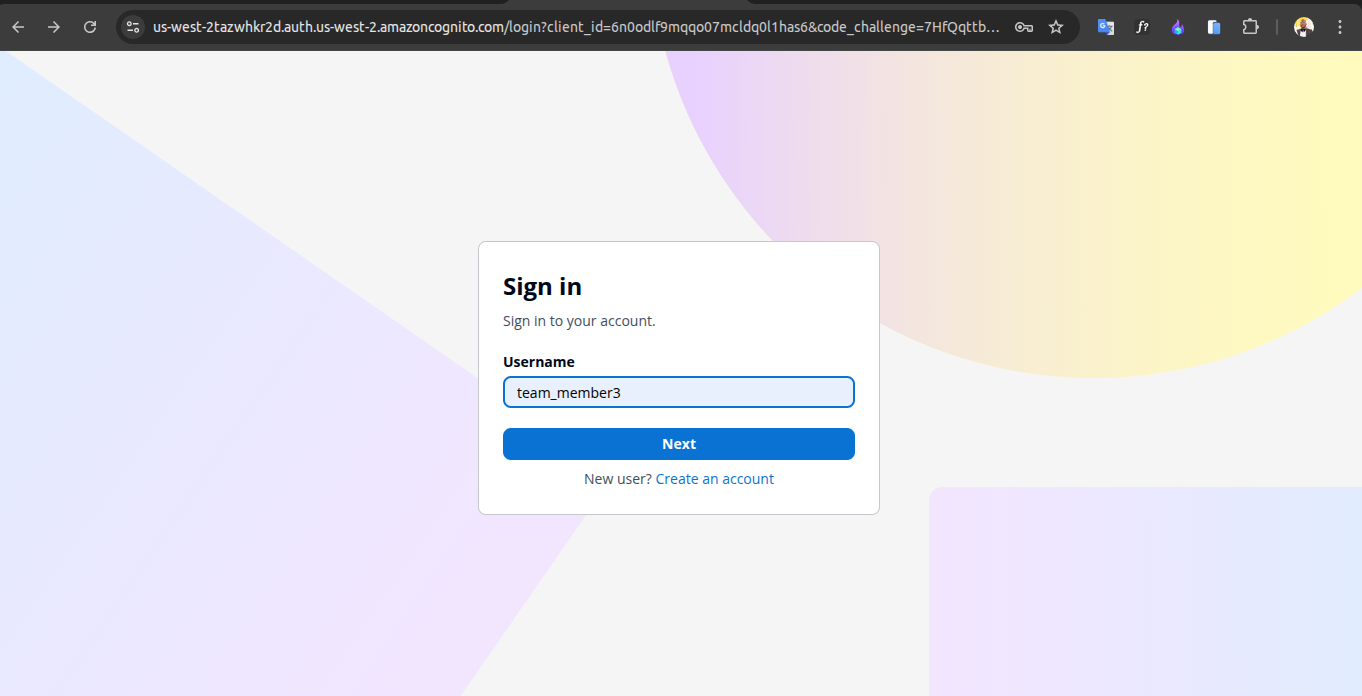 us-west-2tazwhkr2d.auth.us-west-2.amazoncognito.com/login?client_id=6n0odlf9mqqo07mcldq0l1has6&code_challenge=7HfQqttb...
Sign in
Sign in to your account.
Username
team_member3
Next
New user? Create an account